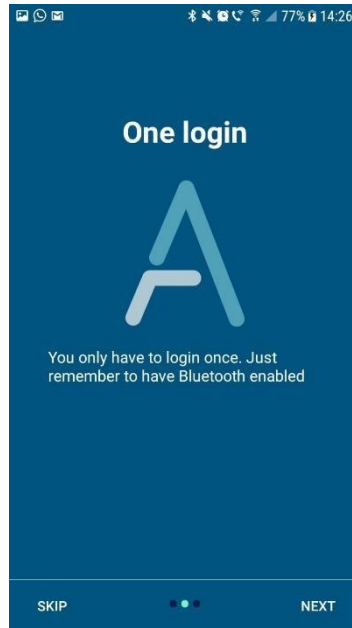 77% 14:26
One login
You only have to login once. Just
remember to have Bluetooth enabled
SKIP NEXT